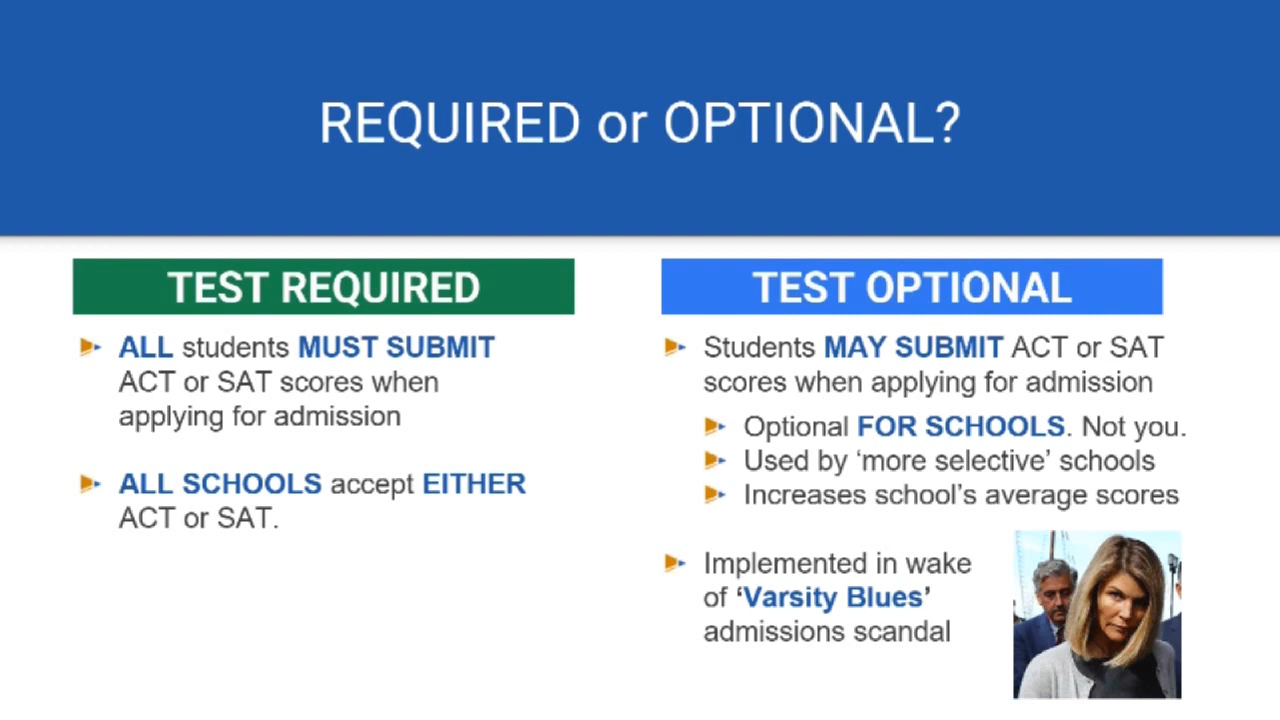 REQUIRED or OPTIONAL?
TEST REQUIRED
ALL students MUST SUBMIT
ACT or SAT scores when
applying for admission
ALL SCHOOLS accept EITHER
ACT or SAT.
TEST OPTIONAL
Students MAY SUBMIT ACT or SAT
scores when applying for admission
Optional FOR SCHOOLS. Not you.
Used by ‘more selective’ schools
Increases school’s average scores
Implemented in wake
of ‘Varsity Blues’
admissions scandal